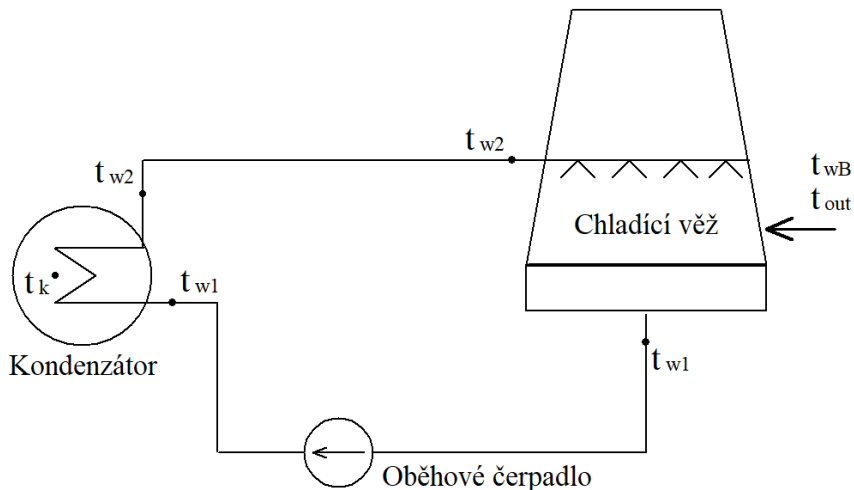 t w2
t wB
t w2
t out
Chladící věž
t k
t w1
t w1
Kondenzátor
Oběhové čerpadlo